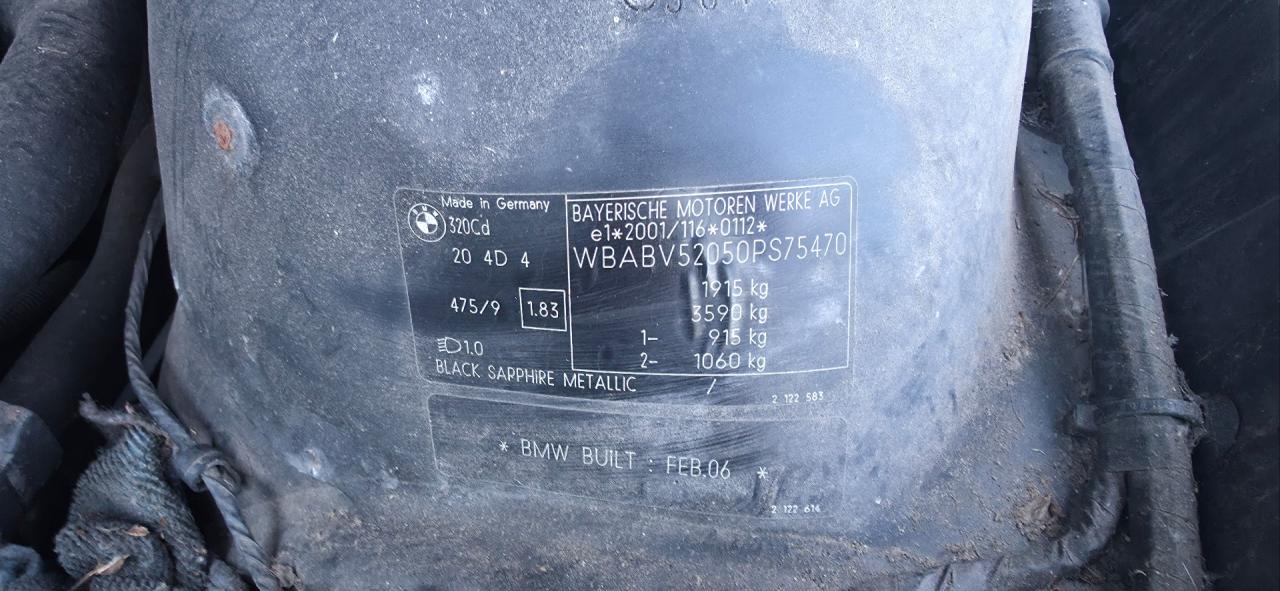 Made in Germany
320Cd
20 4D 4
475/9 1.83
1.0
BLACK SAPPHIRE METALLIC /
BAYERISCHE MOTOREN WERKE AG
e1*2001/116*0112*
WBABV52050PS75470
1915 kg
3590 kg
1- 915 kg
2- 1060 kg
2 122 583
* BMW BUILT : FEB.06 *
2 122 614